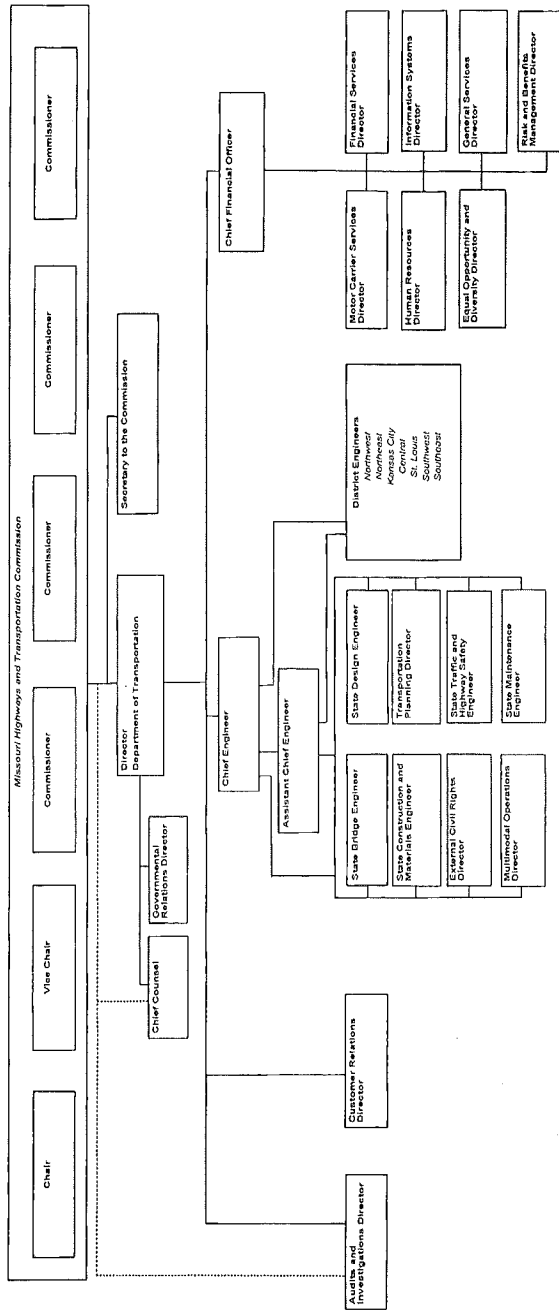 Missouri Highways and Transportation Commission
Chair
Vice Chair
Commissioner
Commissioner
Commissioner
Commissioner
Director
Department of Transportation
Secretary to the Commission
Chief Counsel
Governmental
Relations Director
Chief Engineer
Chief Financial Officer
Assistant Chief Engineer
Audits and
Investigations Director
Customer Relations
Director
State Bridge Engineer
State Design Engineer
State Construction and
Materials Engineer
Transportation
Planning Director
External Civil Rights
Director
State Traffic and
Highway Safety
Engineer
Multimodal Operations
Director
State Maintenance
Engineer
District Engineers
Northwest
Northeast
Kansas City
Central
St. Louis
Southwest
Southeast
Motor Carrier Services
Director
Financial Services
Director
Human Resources
Director
Information Systems
Director
Equal Opportunity and
Diversity Director
General Services
Director
Risk and Benefits
Management Director